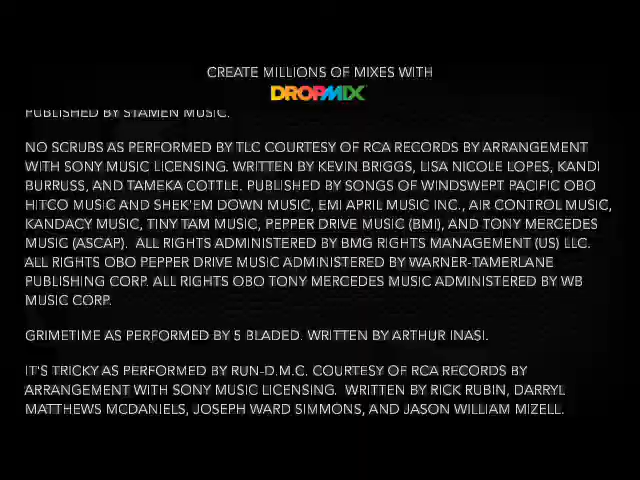 CREATE MILLIONS OF MIXES WITH
DROPMIX
PUBLISHED BY STAMEN MUSIC.
NO SCRUBS AS PERFORMED BY TLC COURTESY OF RCA RECORDS BY ARRANGEMENT
WITH SONY MUSIC LICENSING. WRITTEN BY KEVIN BRIGGS, LISA NICOLE LOPES, KANDI
BURRUSS, AND TAMEKA COTTLE. PUBLISHED BY SONGS OF WINDSWEPT PACIFIC OBO
HITCO MUSIC AND SHEK'EM DOWN MUSIC, EMI APRIL MUSIC INC., AIR CONTROL MUSIC,
KANDACY MUSIC, TINY TAM MUSIC, PEPPER DRIVE MUSIC (BMI), AND TONY MERCEDES
MUSIC (ASCAP).  ALL RIGHTS ADMINISTERED BY BMG RIGHTS MANAGEMENT (US) LLC.
ALL RIGHTS OBO PEPPER DRIVE MUSIC ADMINISTERED BY WARNER-TAMERLANE
PUBLISHING CORP. ALL RIGHTS OBO TONY MERCEDES MUSIC ADMINISTERED BY WB
MUSIC CORP.
GRIMETIME AS PERFORMED BY 5 BLADED. WRITTEN BY ARTHUR INASI.
IT'S TRICKY AS PERFORMED BY RUN-D.M.C. COURTESY OF RCA RECORDS BY
ARRANGEMENT WITH SONY MUSIC LICENSING.  WRITTEN BY RICK RUBIN, DARRYL
MATTHEWS MCDANIELS, JOSEPH WARD SIMMONS, AND JASON WILLIAM MIZELL.